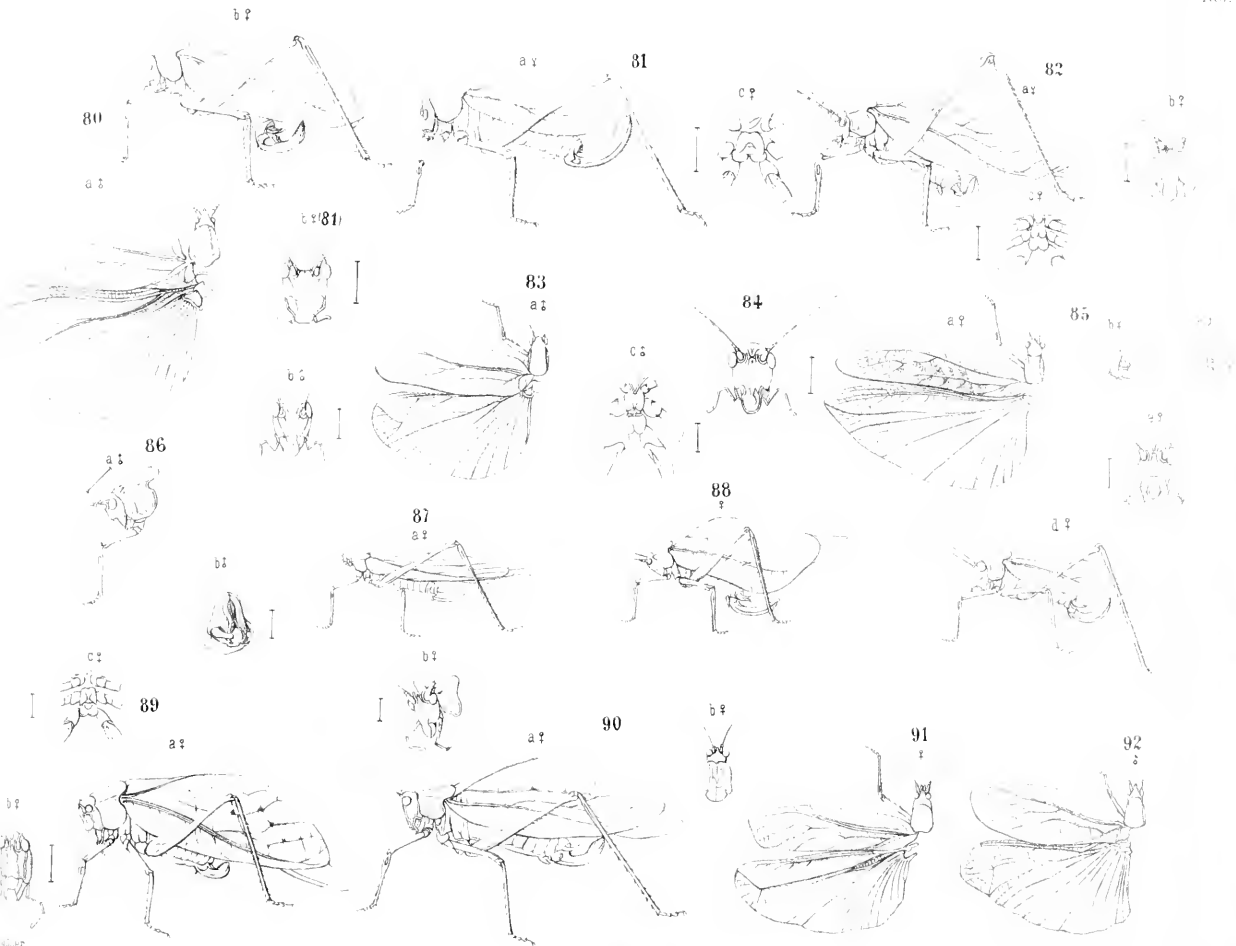 b♀
80
a♂
a♀
81
c♀
82
a♀
b♀
c♀
b♀(81)
83
a♂
b♂
84
c♂
85
a♀
b♀
86
a♂
b♂
87
a♀
88
♀
d♀
c♀
89
a♀
b♀
b♀
90
a♀
b♀
91
♀
92
♂